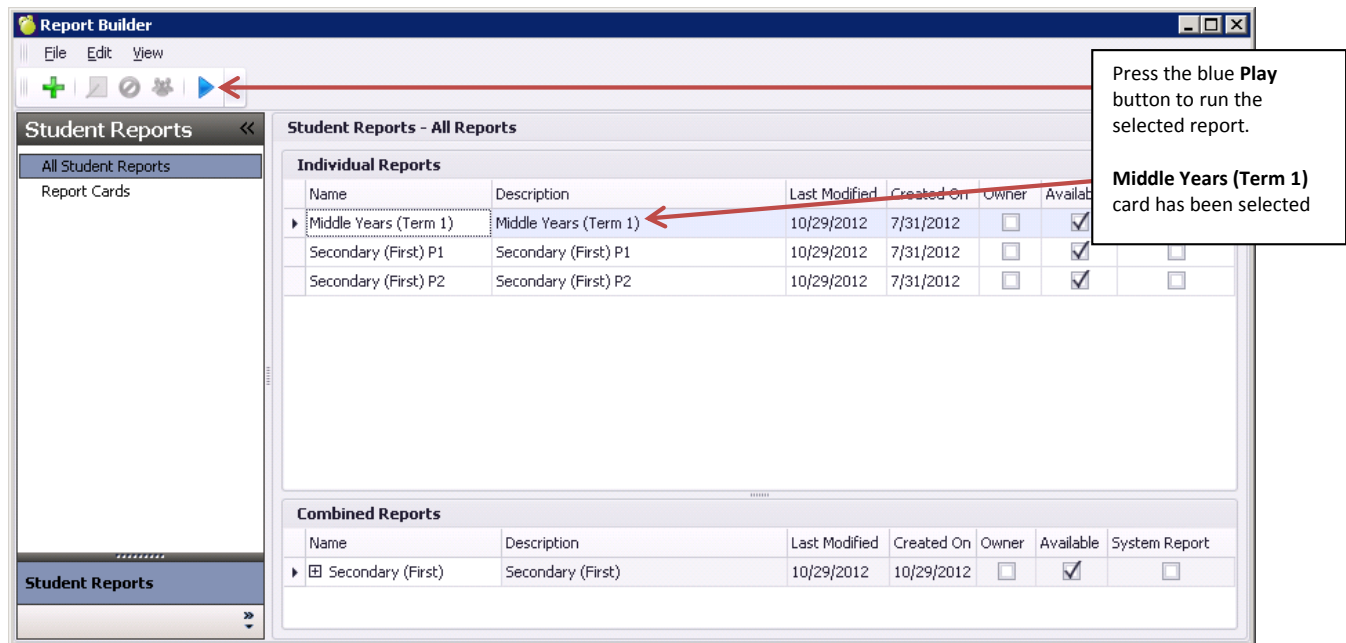 Report Builder
File Edit View
Press the blue Play
button to run the
selected report.
Middle Years (Term 1)
card has been selected
Student Reports «
All Student Reports
Report Cards
Student Reports - All Reports
Individual Reports
Name Description Last Modified Created On Owner Availab
Middle Years (Term 1) Middle Years (Term 1) 10/29/2012 7/31/2012
Secondary (First) P1 Secondary (First) P1 10/29/2012 7/31/2012
Secondary (First) P2 Secondary (First) P2 10/29/2012 7/31/2012
Combined Reports
Name Description Last Modified Created On Owner Available System Report
Secondary (First) Secondary (First) 10/29/2012 10/29/2012
Student Reports